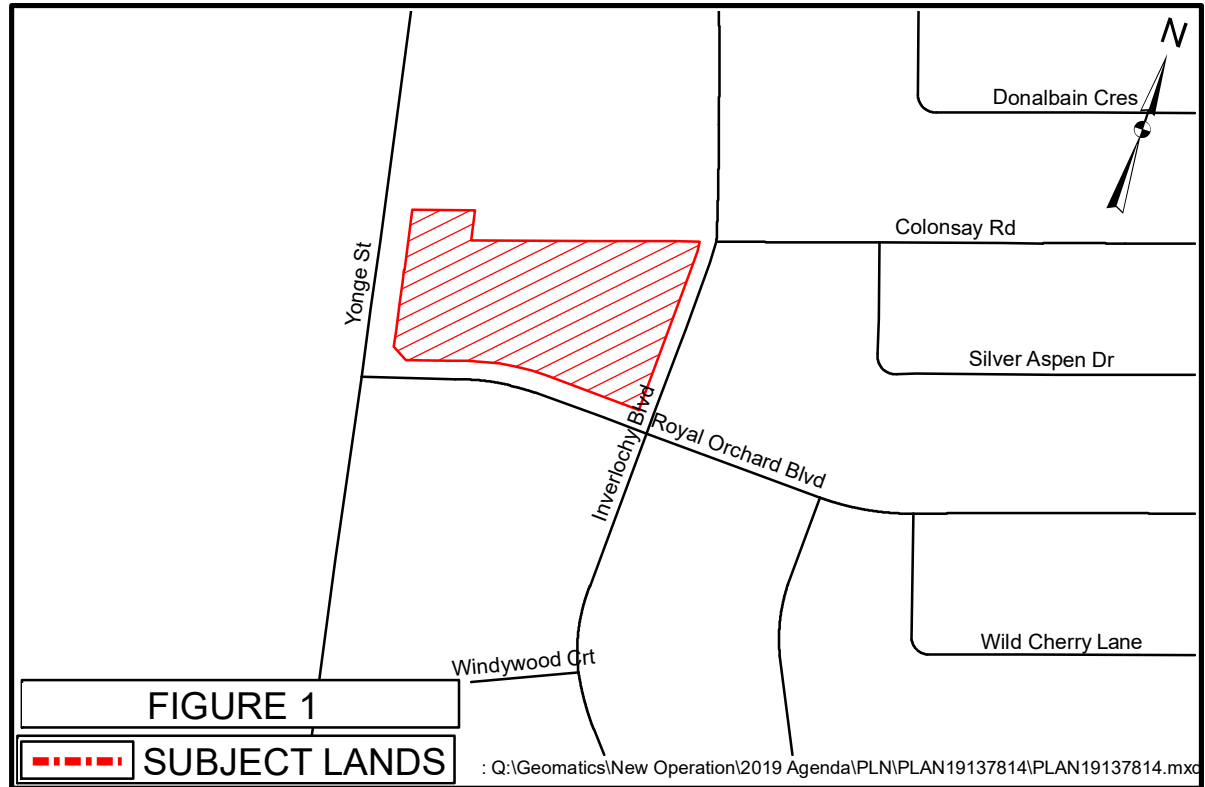 N
Donalbain Cres
Colonsay Rd
Yonge St
Silver Aspen Dr
Inverlochy Blvd
Royal Orchard Blvd
Wild Cherry Lane
Windywood Crt
FIGURE 1
SUBJECT LANDS
: Q:\Geomatics\New Operation\2019 Agenda\PLN\PLAN19137814\PLAN19137814.mxd